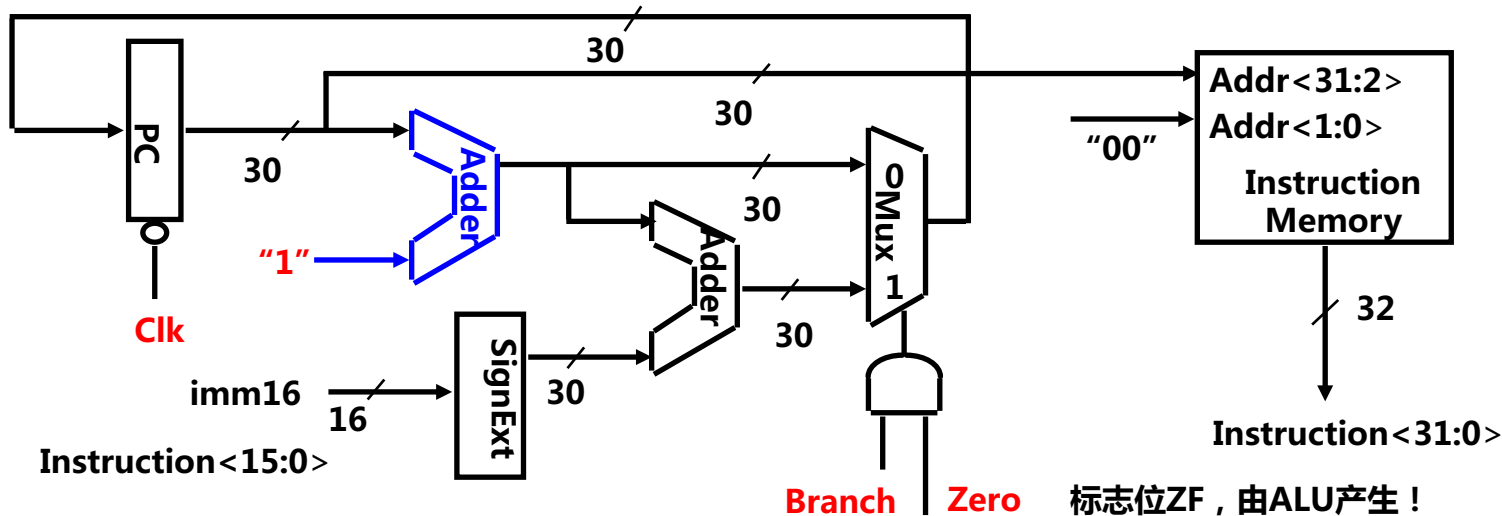 30
30
PC
30
Adder
"1"
Clk
30
Adder
30
0
Mux
1
SignExt
30
imm16
16
Instruction<15:0>
Branch
Zero
标志位ZF，由ALU产生！
Addr<31:2>
Addr<1:0>
“00”
Instruction
Memory
32
Instruction<31:0>